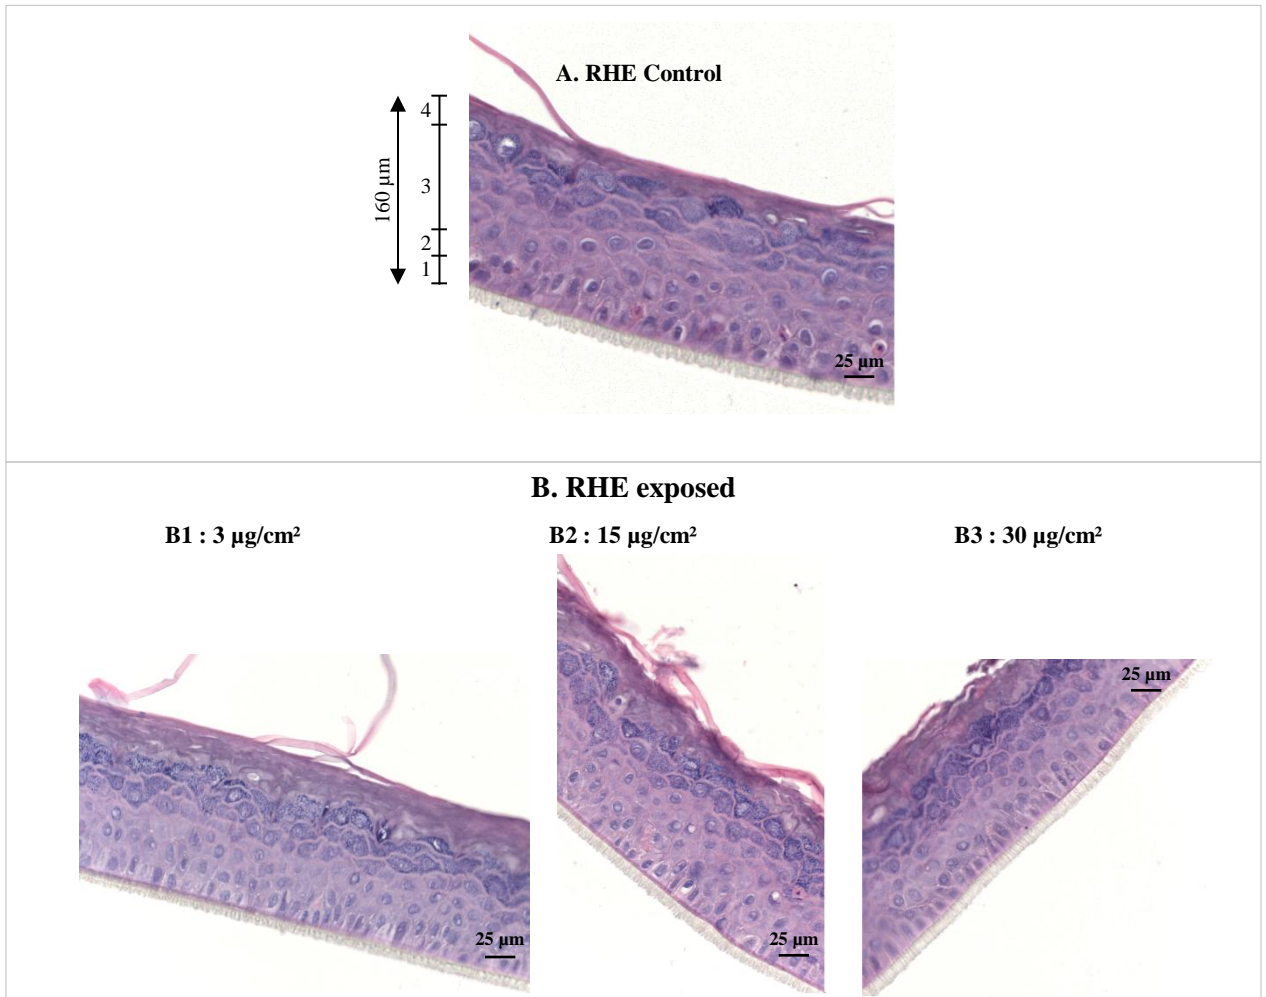 A. RHE Control
4
3
160 µm
2
1
25 µm
B. RHE exposed
B1 : 3 µg/cm²
B2 : 15 µg/cm²
B3 : 30 µg/cm²
25 µm
25 µm
25 µm